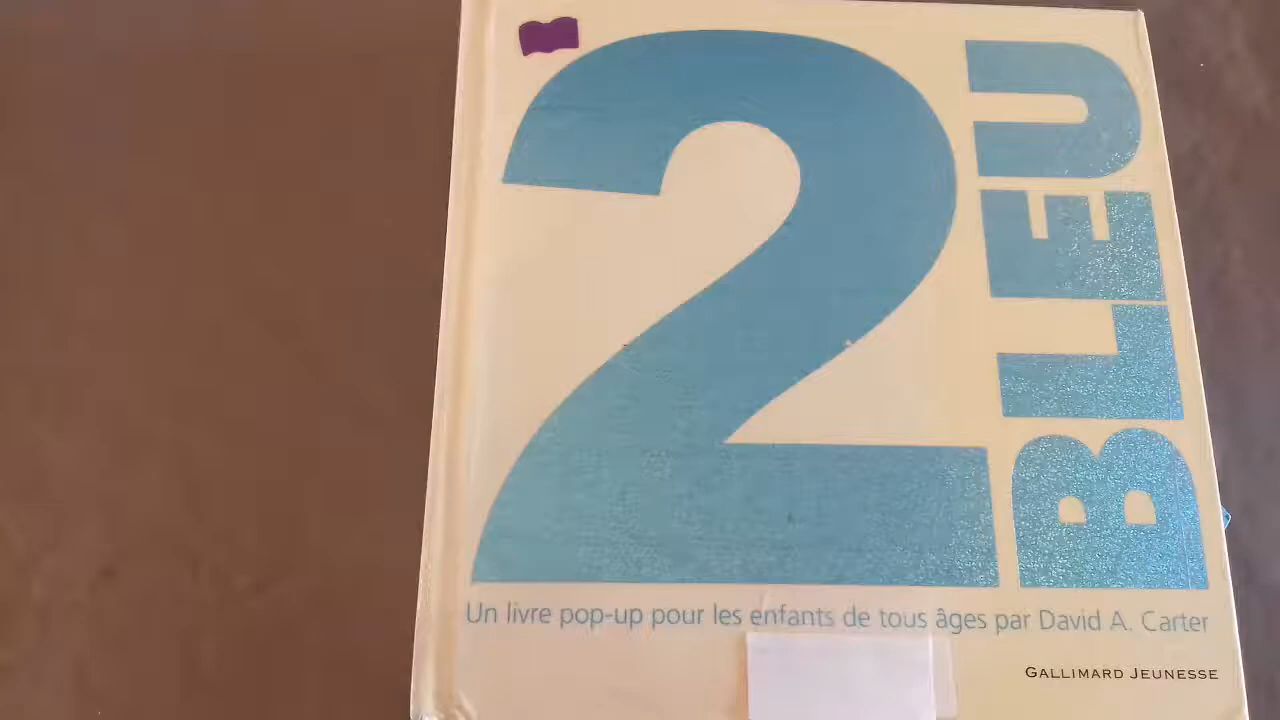 2
BLEU
Un livre pop-up pour les enfants de tous âges par David A. Carter
GALLIMARD JEUNESSE